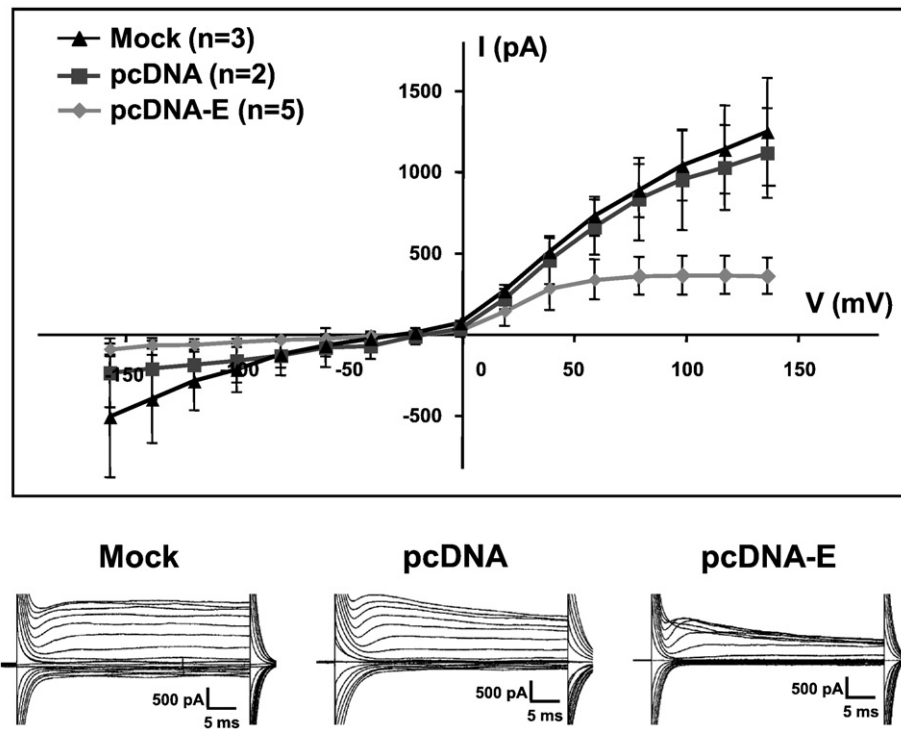 Mock (n=3)
pcDNA (n=2)
pcDNA-E (n=5)
I (pA)
1500
1000
500
V (mV)
-150
-100
-50
0
50
100
150
-500
Mock
pcDNA
pcDNA-E
500 pA
5 ms
500 pA
5 ms
500 pA
5 ms